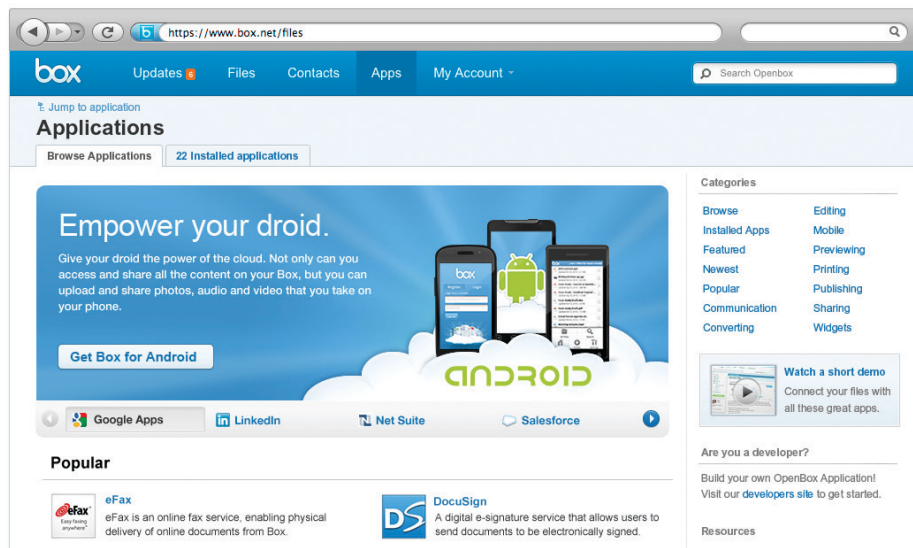 https://www.box.net/files
box
Updates 6
Files
Contacts
Apps
My Account
Search Openbox
Jump to application
Applications
Browse Applications
22 Installed applications
Empower your droid.
Give your droid the power of the cloud. Not only can you
access and share all the content on your Box, but you can
upload and share photos, audio and video that you take on
your phone.
Get Box for Android
box
ANDROID
Google Apps
LinkedIn
Net Suite
Salesforce
Popular
eFax
Easy faxing
anywhere
eFax
eFax is an online fax service, enabling physical
delivery of online documents from Box.
DS
DocuSign
A digital e-signature service that allows users to
send documents to be electronically signed.
Categories
Browse
Installed Apps
Featured
Newest
Popular
Communication
Converting
Editing
Mobile
Previewing
Printing
Publishing
Sharing
Widgets
Watch a short demo
Connect your files with
all these great apps.
Are you a developer?
Build your own OpenBox Application!
Visit our developers site to get started.
Resources